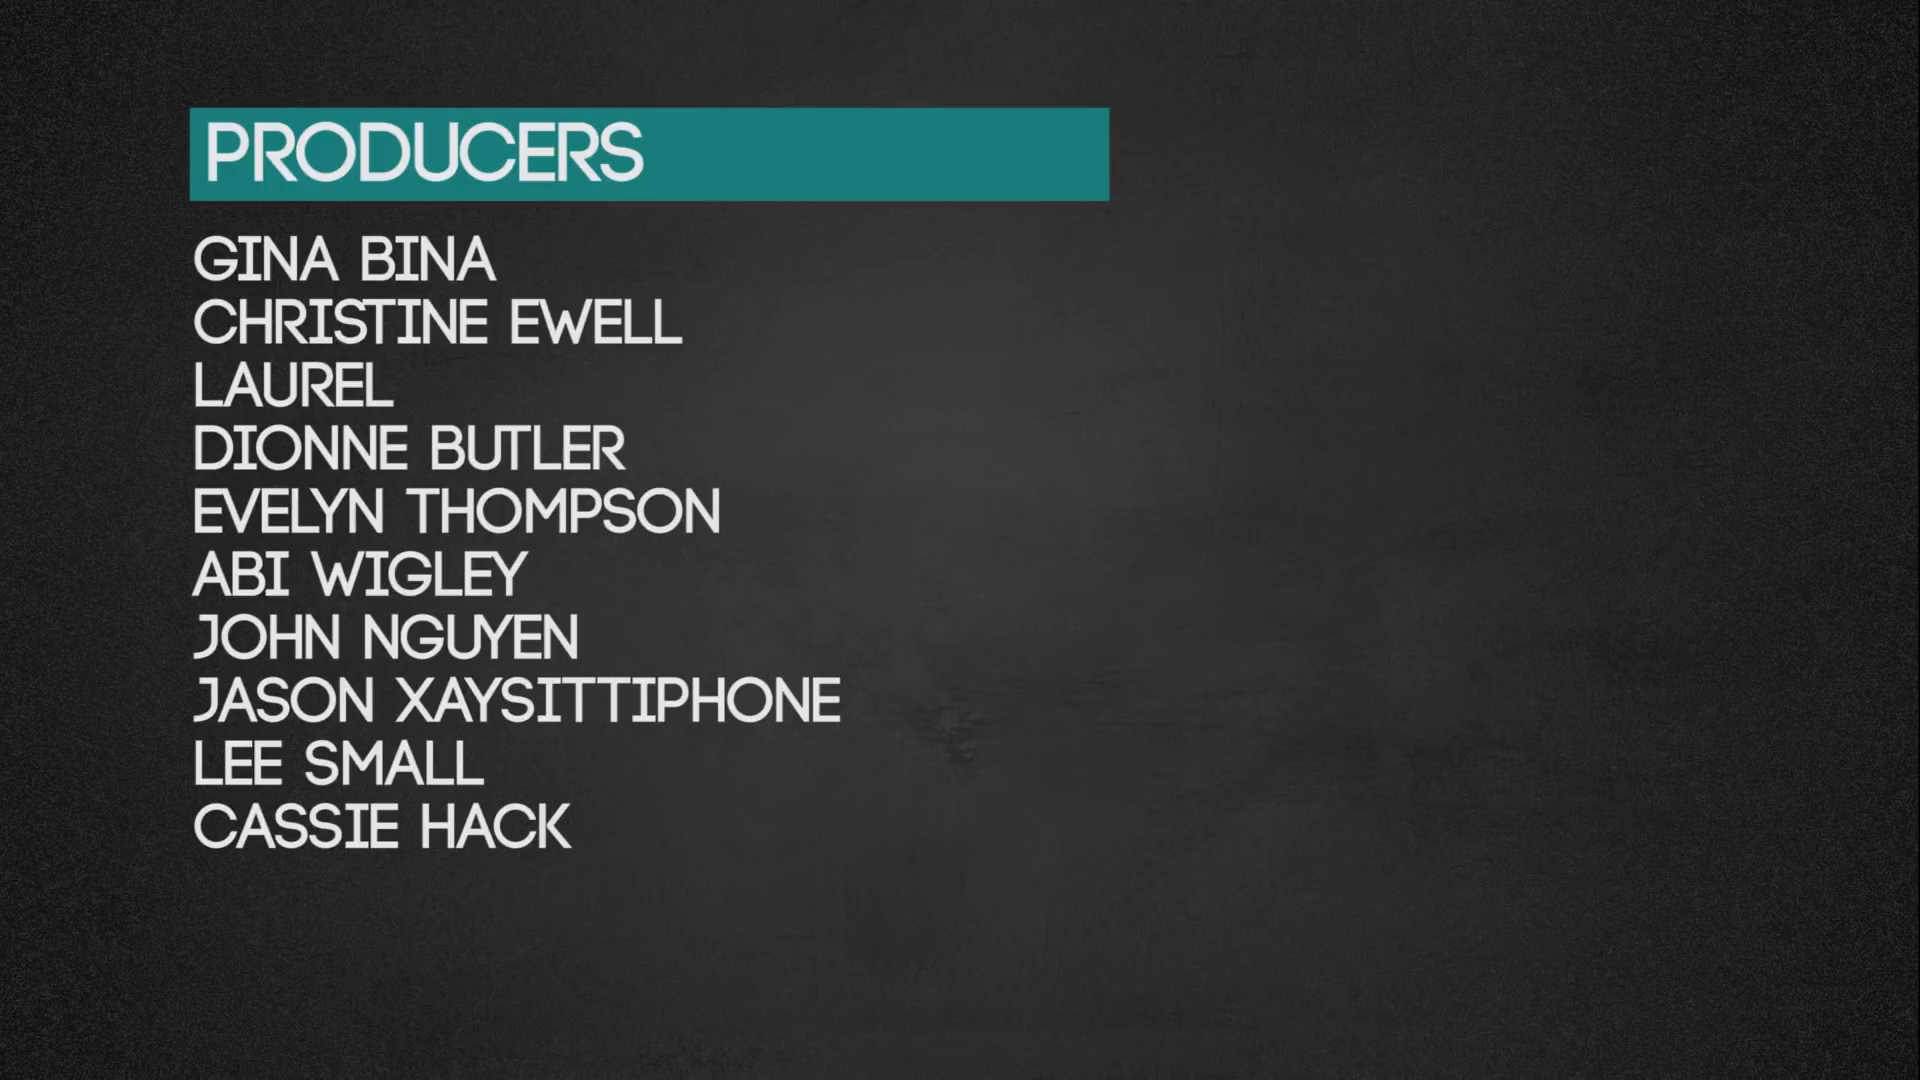 PRODUCERS
GINA BINA
CHRISTINE EWELL
LAUREL
DIONNE BUTLER
EVELYN THOMPSON
ABI WIGLEY
JOHN NGUYEN
JASON XAYSITTIPHONE
LEE SMALL
CASSIE HACK